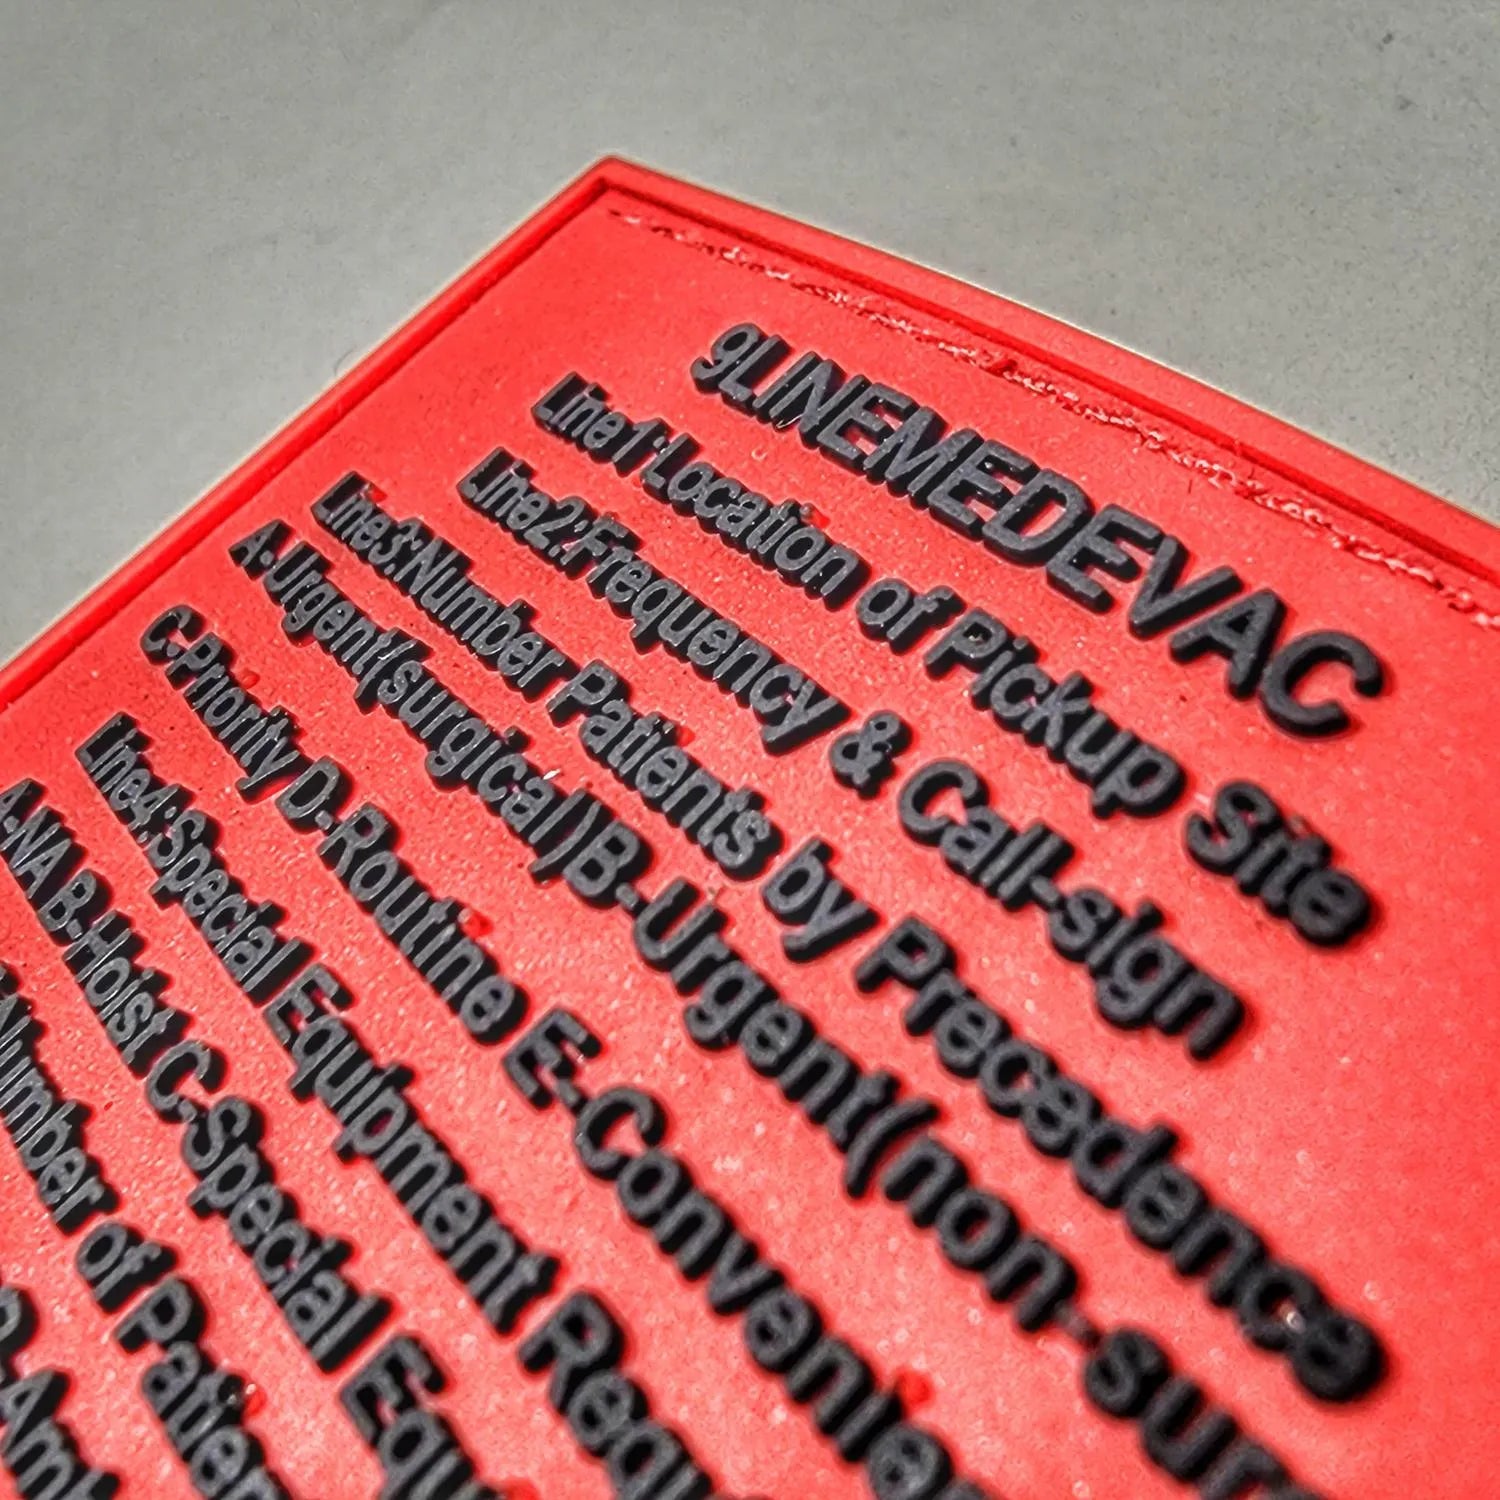 9LINEMEDEVAC
Line1:Location of Pickup Site
Line2:Frequency & Call-sign
Line3:Number Patients by Precedence
A-Urgent(surgical)B-Urgent(non-sur
C-Priority D-Routine E-Convenien
Line4:Special Equipment Requ
A-NA B-Hoist C-Special Equ
Number of Patien